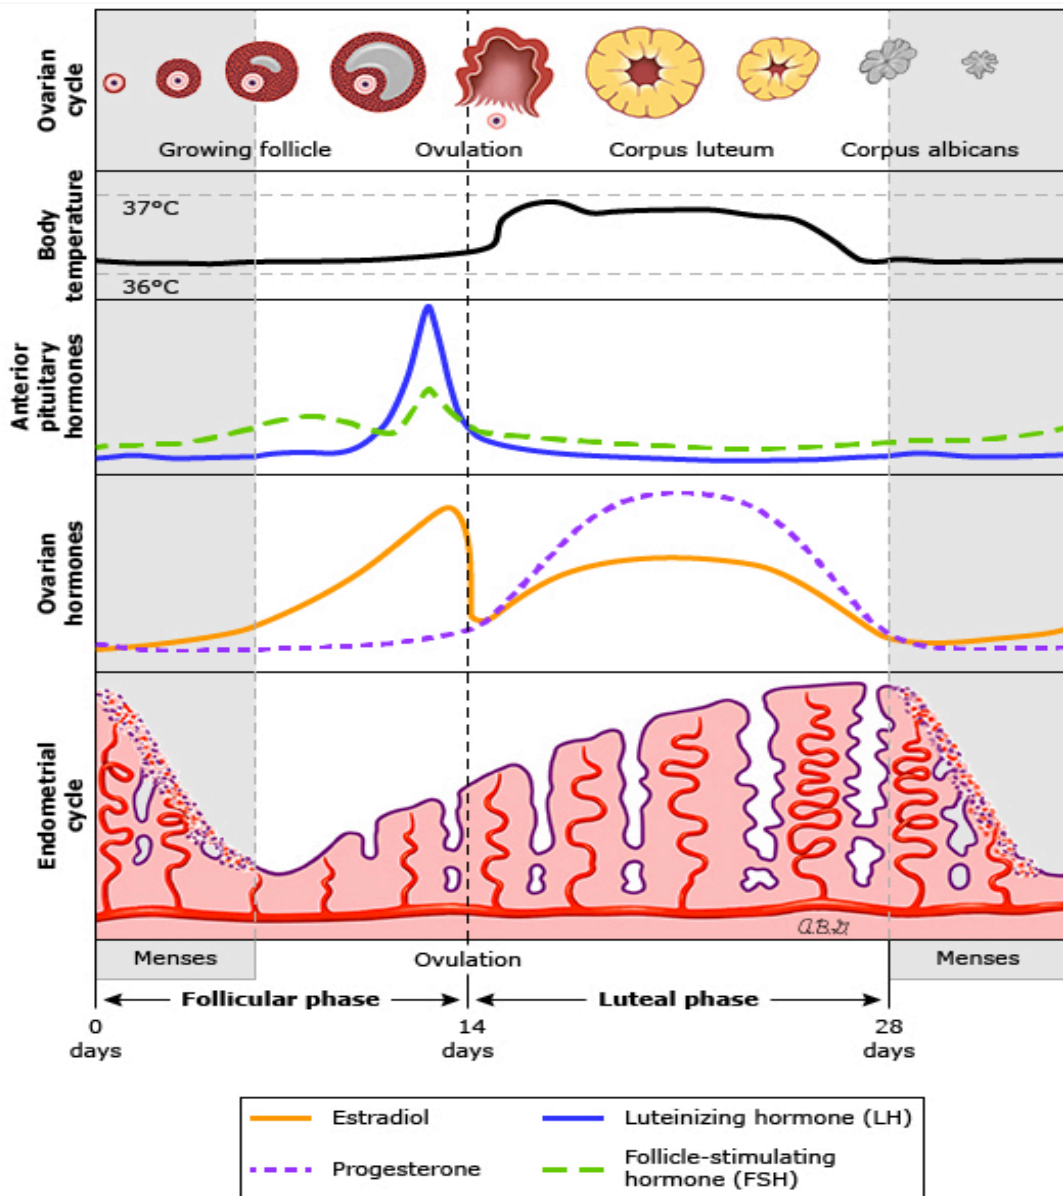 Ovarian
cycle
Growing follicle
Ovulation
Corpus luteum
Corpus albicans
Body
temperature
37°C
36°C
Anterior
pituitary
hormones
Ovarian
hormones
Endometrial
cycle
A.B.D.
Menses
Ovulation
Menses
Follicular phase
Luteal phase
0
days
14
days
28
days
Estradiol
Luteinizing hormone (LH)
Progesterone
Follicle-stimulating
hormone (FSH)